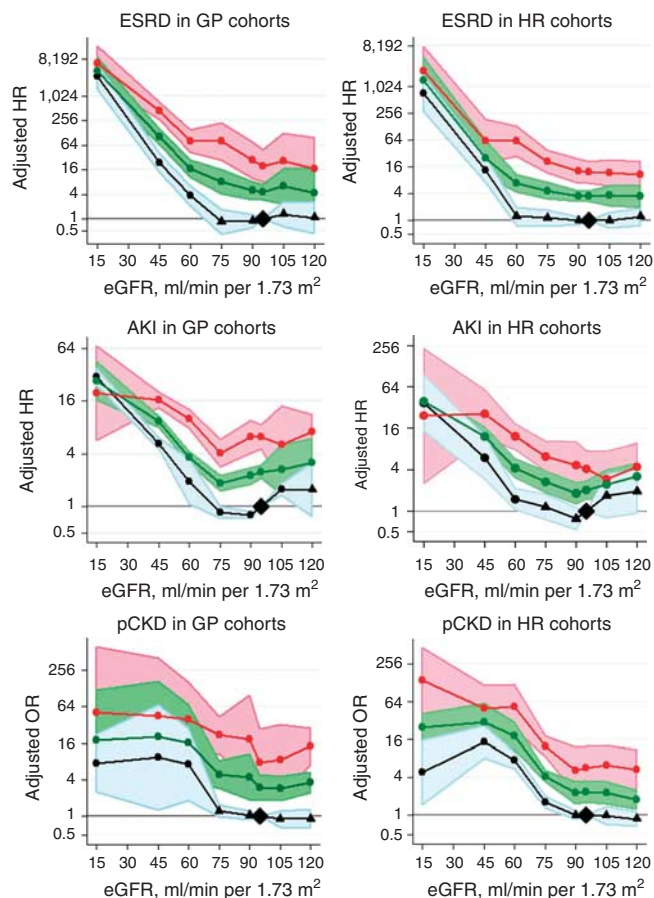 ESRD in GP cohorts
Adjusted HR
8,192
1,024
256
64
16
4
1
0.5
15 30 45 60 75 90 105 120
eGFR, ml/min per 1.73 m²
ESRD in HR cohorts
Adjusted HR
8,192
1,024
256
64
16
4
1
0.5
15 30 45 60 75 90 105 120
eGFR, ml/min per 1.73 m²
AKI in GP cohorts
Adjusted HR
64
16
4
1
0.5
15 30 45 60 75 90 105 120
eGFR, ml/min per 1.73 m²
AKI in HR cohorts
Adjusted HR
256
64
16
4
1
0.5
15 30 45 60 75 90 105 120
eGFR, ml/min per 1.73 m²
pCKD in GP cohorts
Adjusted OR
256
64
16
4
1
0.5
15 30 45 60 75 90 105 120
eGFR, ml/min per 1.73 m²
pCKD in HR cohorts
Adjusted OR
256
64
16
4
1
0.5
15 30 45 60 75 90 105 120
eGFR, ml/min per 1.73 m²